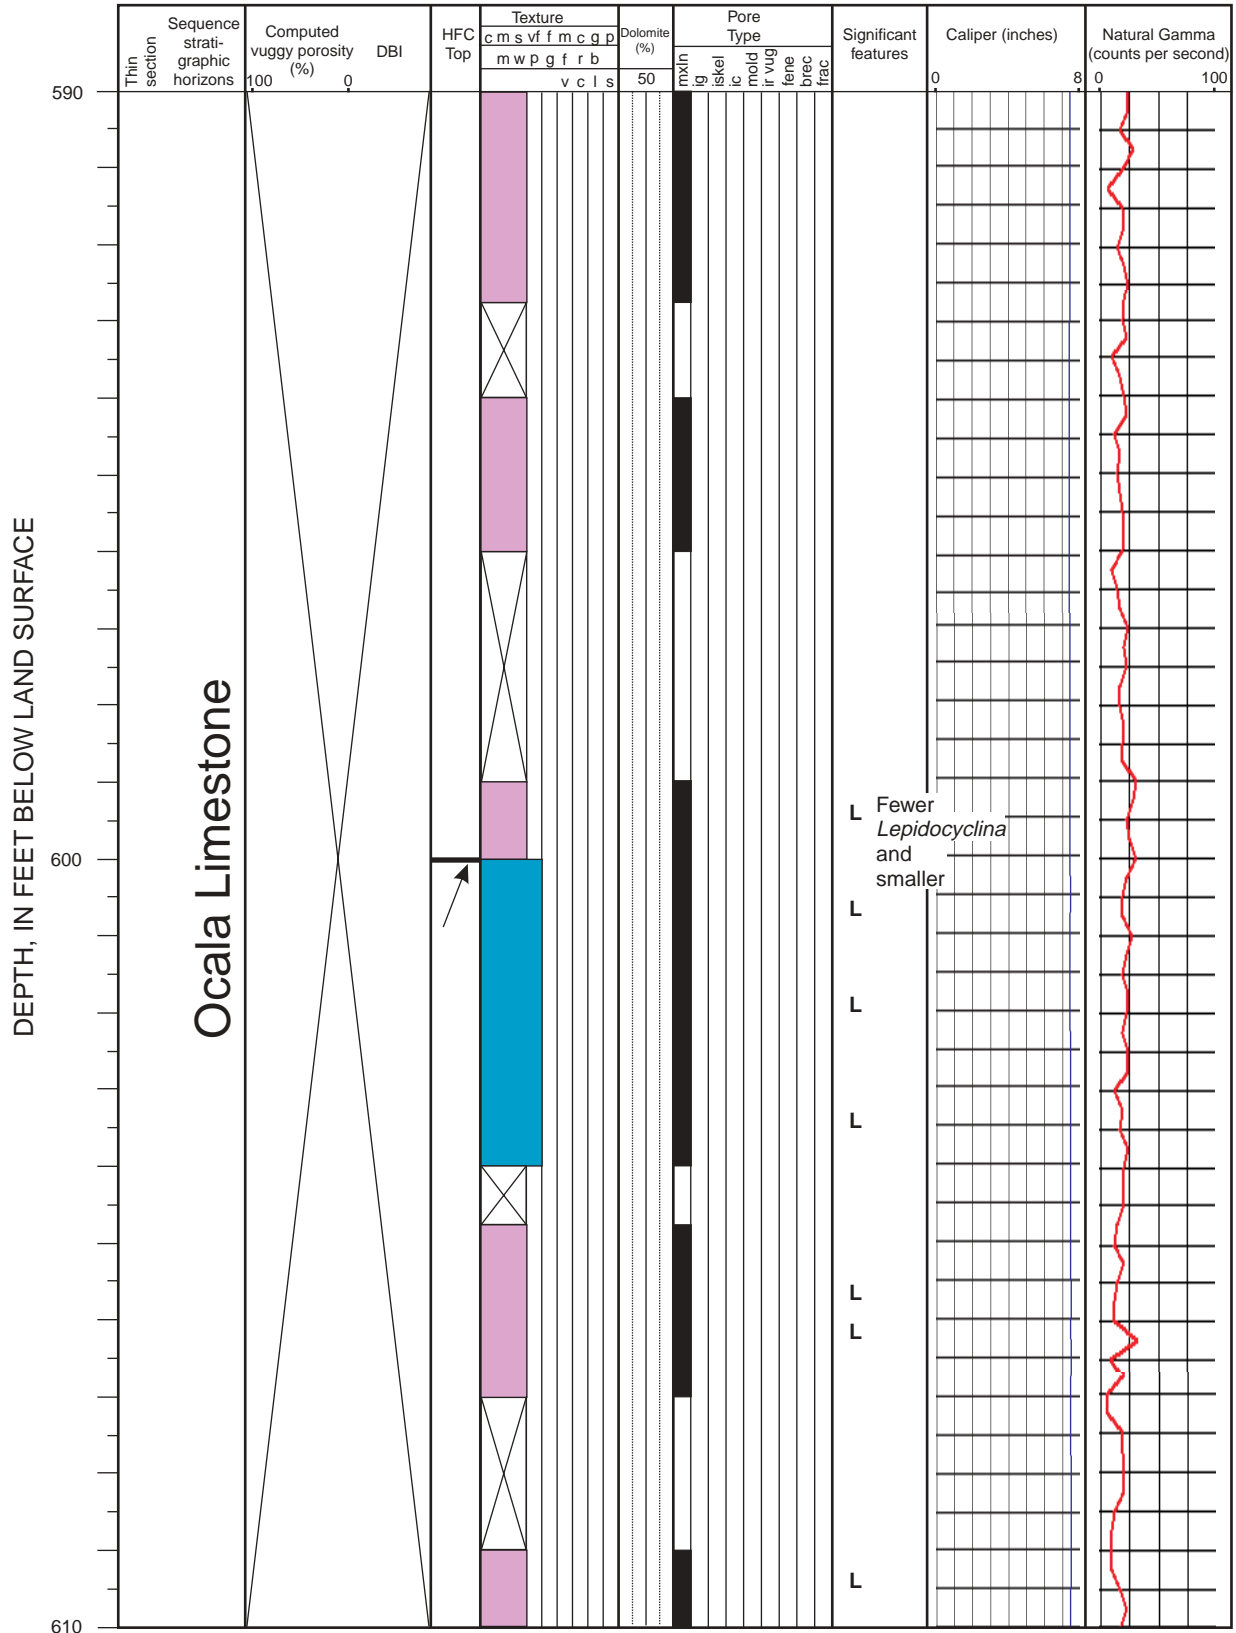 Thin
section
Sequence
strati-
graphic
horizons
Computed
vuggy porosity
(%)
100 0
DBI
HFC
Top
Texture
c m s vf f m c g p
m w p g f r b
v c l s
Dolomite
(%)
50
Pore
Type
mxln
ig
iskel
ic
mold
ir vug
fene
brec
frac
Significant
features
Caliper (inches)
0 8
Natural Gamma
(counts per second)
0 100
590
600
610
DEPTH, IN FEET BELOW LAND SURFACE
Ocala Limestone
L Fewer
Lepidocyclina
and
smaller
L
L
L
L
L
L